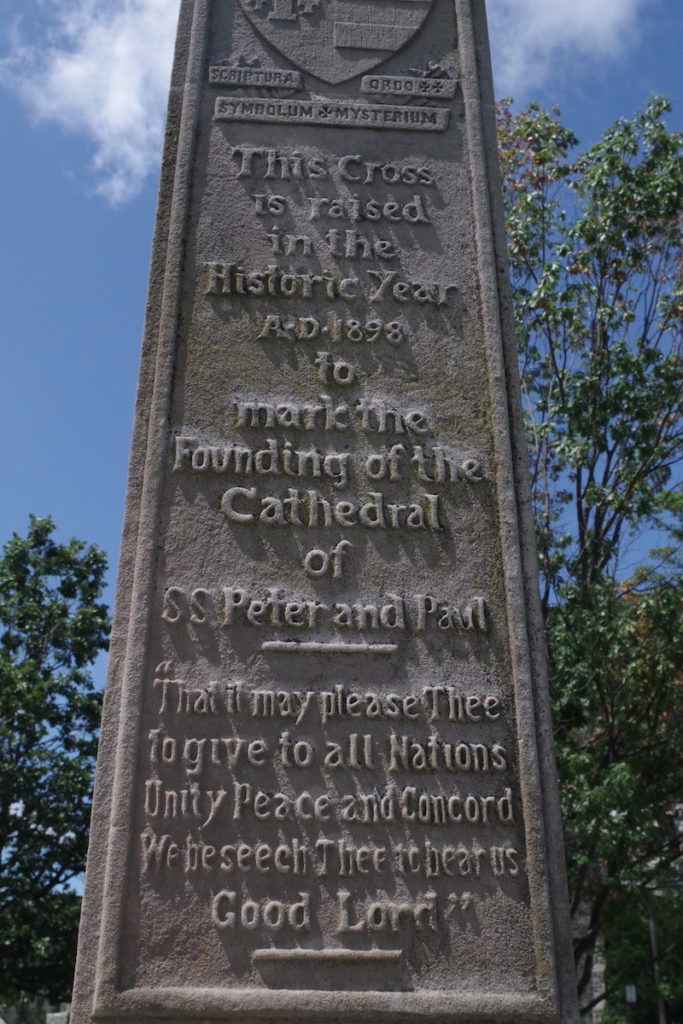 SCRIPTURA ORDO ✠✠
SYMBOLUM ✠ MYSTERIUM
This Cross
is raised
in the
Historic Year
A·D·1898
to
mark the
Founding of the
Cathedral
of
SS Peter and Paul
"That it may please Thee
to give to all Nations
Unity Peace and Concord
We beseech Thee to hear us
Good Lord"